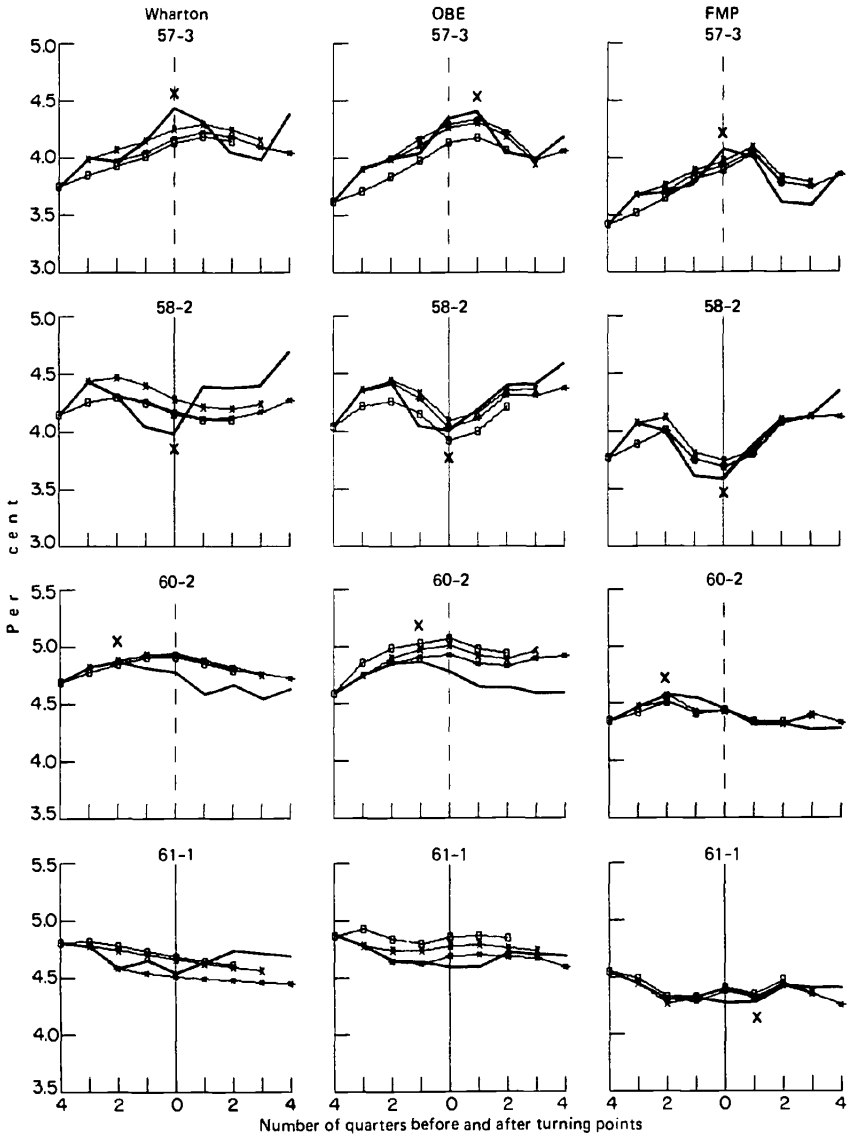 Wharton OBE FMP
57-3 57-3 57-3
5.0
4.5
4.0
3.5
3.0
58-2 58-2 58-2
5.0
4.5
4.0
3.5
3.0
Per cent
60-2 60-2 60-2
5.5
5.0
4.5
4.0
3.5
61-1 61-1 61-1
5.5
5.0
4.5
4.0
3.5
4 2 0 2 4 2 0 2 4 2 0 2 4
Number of quarters before and after turning points